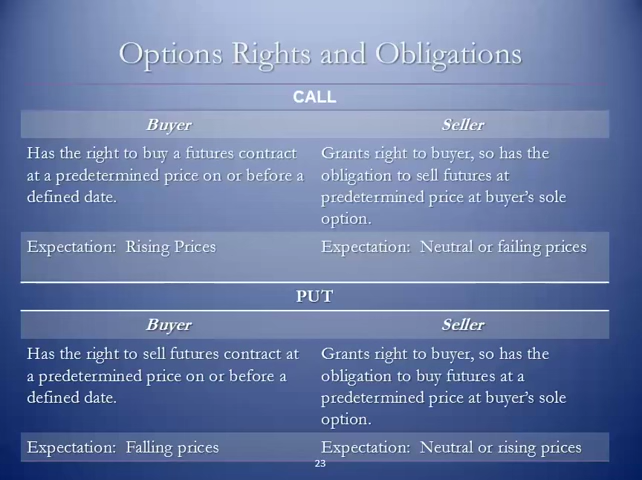 Options Rights and Obligations
CALL
Buyer
Seller
Has the right to buy a futures contract
at a predetermined price on or before a
defined date.
Grants right to buyer, so has the
obligation to sell futures at
predetermined price at buyer's sole
option.
Expectation: Rising Prices
Expectation: Neutral or failing prices
PUT
Buyer
Seller
Has the right to sell futures contract at
a predetermined price on or before a
defined date.
Grants right to buyer, so has the
obligation to buy futures at a
predetermined price at buyer's sole
option.
Expectation: Falling prices
Expectation: Neutral or rising prices
23